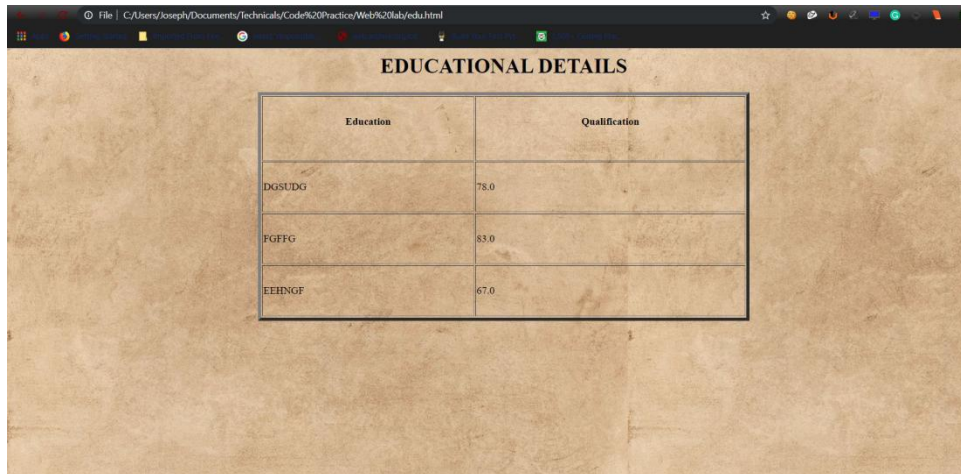 File | C:/Users/Joseph/Documents/Technicals/Code%20Practice/Web%20lab/edu.html
EDUCATIONAL DETAILS
Education Qualification
DGSUDG 78.0
FGFFG 83.0
EEHNGF 67.0